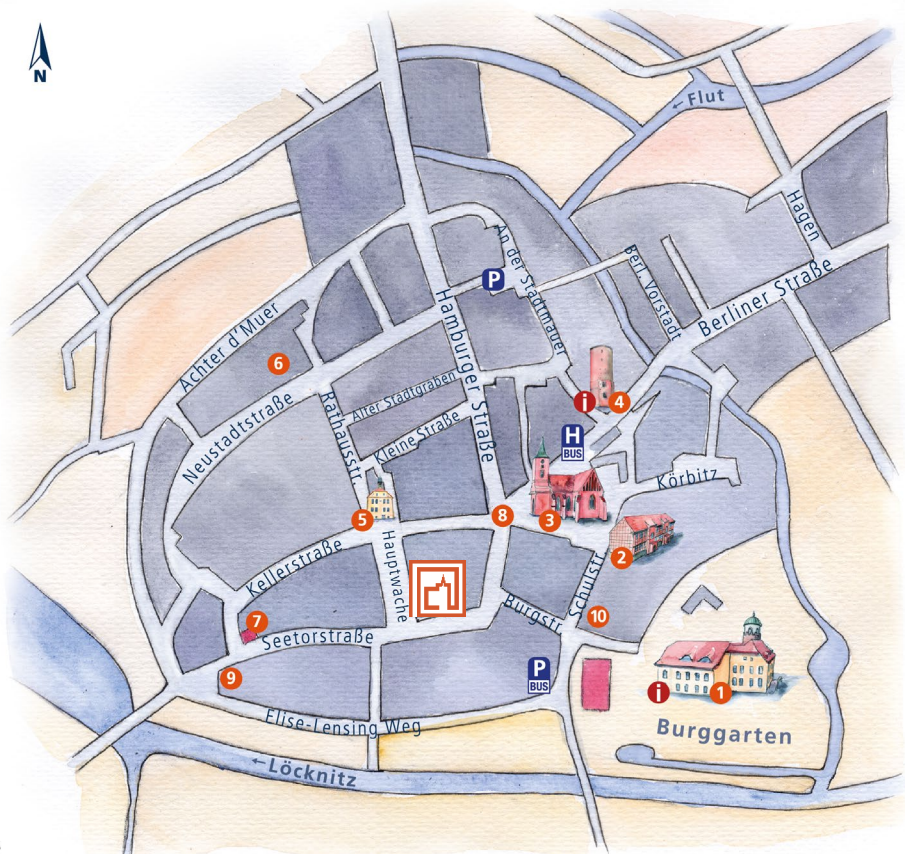 N
←Flut
Hagen
An der Stadtmauer
Berl. Vorstadt
P
Berliner Straße
Hamburger Straße
Achter d'Muer
6
Neustadtstraße
Rathausstr.
Alter Stadtgraben
Kleine Straße
i
4
H
BUS
Körbitz
5
8
3
2
Kellerstraße
Hauptwache
Schulstr.
Burgstr.
10
7
Seetorstraße
9
P
BUS
i
1
Elise-Lensing Weg
Burggarten
←Löcknitz